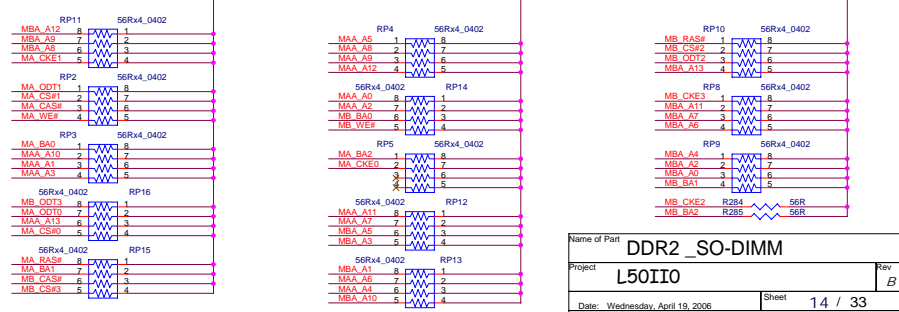 RP11 56Rx4_0402
MBA_A12 8 1
MBA_A9 7 2
MBA_A8 6 3
MA_CKE1 5 4
RP2 56Rx4_0402
MA_ODT1 1 8
MA_CS#1 2 7
MA_CAS# 3 6
MA_WE# 4 5
RP3 56Rx4_0402
MA_BA0 1 8
MAA_A10 2 7
MAA_A1 3 6
MAA_A3 4 5
56Rx4_0402 RP16
MB_ODT3 8 1
MA_ODT0 7 2
MAA_A13 6 3
MA_CS#0 5 4
56Rx4_0402 RP15
MA_RAS# 8 1
MA_BA1 7 2
MB_CAS# 6 3
MB_CS#3 5 4
RP4 56Rx4_0402
MAA_A5 1 8
MAA_A8 2 7
MAA_A9 3 6
MAA_A12 4 5
56Rx4_0402 RP14
MAA_A0 8 1
MAA_A2 7 2
MB_BA0 6 3
MB_WE# 5 4
RP5 56Rx4_0402
MA_BA2 1 8
MA_CKE0 2 7
3 6
4 5
56Rx4_0402 RP12
MAA_A11 8 1
MAA_A7 7 2
MBA_A5 6 3
MBA_A3 5 4
56Rx4_0402 RP13
MBA_A1 8 1
MAA_A6 7 2
MAA_A4 6 3
MBA_A10 5 4
RP10 56Rx4_0402
MB_RAS# 1 8
MB_CS#2 2 7
MB_ODT2 3 6
MBA_A13 4 5
RP8 56Rx4_0402
MB_CKE3 1 8
MBA_A11 2 7
MBA_A7 3 6
MBA_A6 4 5
RP9 56Rx4_0402
MBA_A4 1 8
MBA_A2 2 7
MBA_A0 3 6
MB_BA1 4 5
MB_CKE2 R284 56R
MB_BA2 R285 56R
Name of Part DDR2 _SO-DIMM
Project L50II0 Rev B
Date: Wednesday, April 19, 2006 Sheet 14 / 33